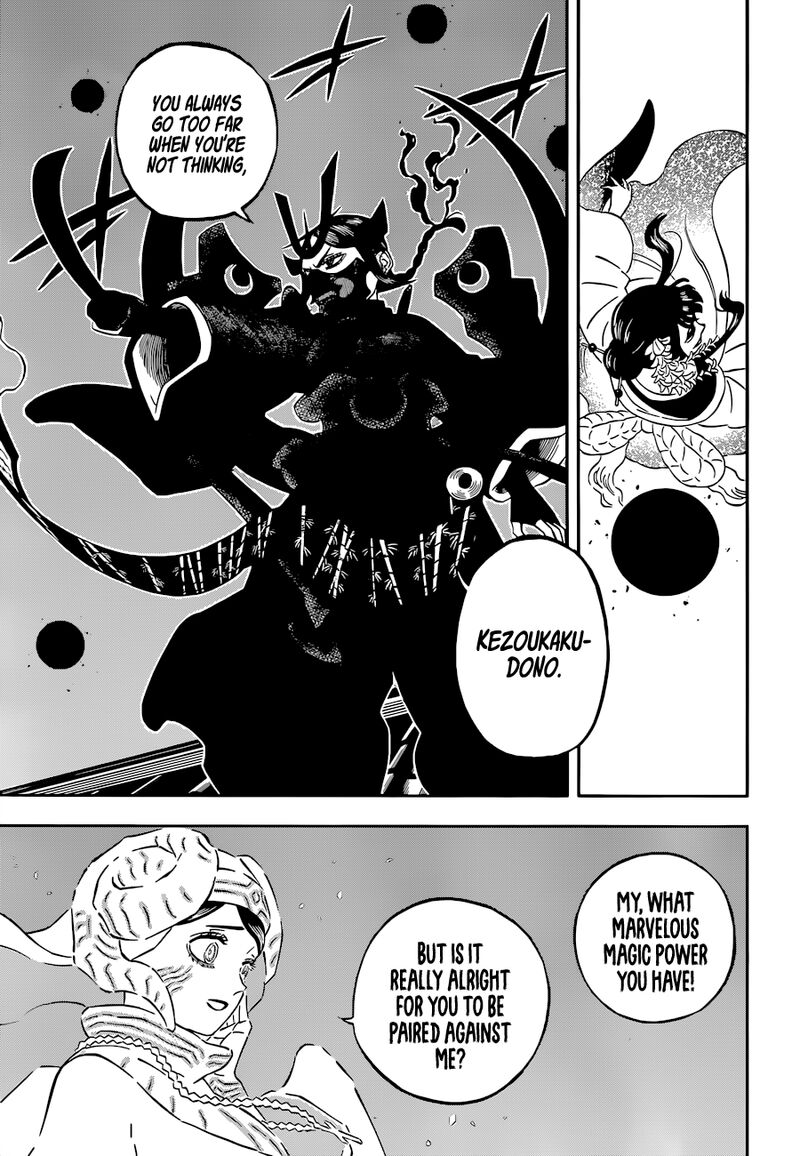 YOU ALWAYS
GO TOO FAR
WHEN YOU'RE
NOT THINKING,
KEZOUKAKU-
DONO.
MY, WHAT
MARVELOUS
MAGIC POWER
YOU HAVE!
BUT IS IT
REALLY ALRIGHT
FOR YOU TO BE
PAIRED AGAINST
ME?